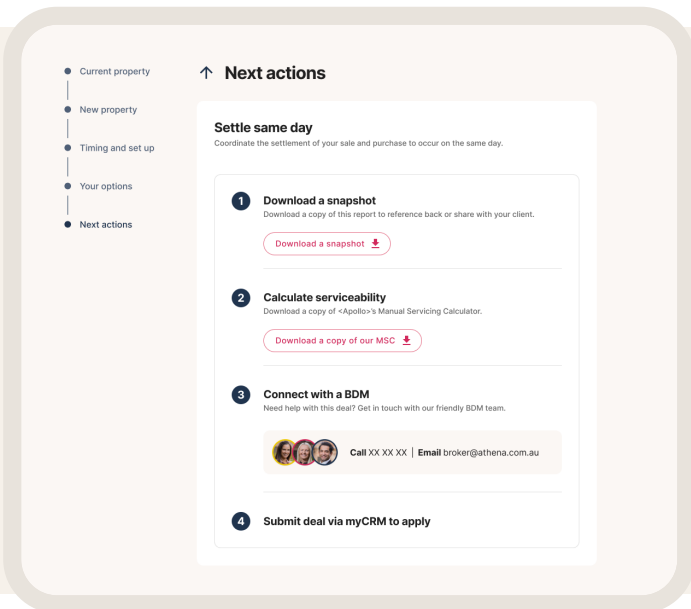 Current property
New property
Timing and set up
Your options
Next actions
Next actions
Settle same day
Coordinate the settlement of your sale and purchase to occur on the same day.
1
Download a snapshot
Download a copy of this report to reference back or share with your client.
Download a snapshot
2
Calculate serviceability
Download a copy of <Apollo>'s Manual Servicing Calculator.
Download a copy of our MSC
3
Connect with a BDM
Need help with this deal? Get in touch with our friendly BDM team.
Call XX XX XX | Email broker@athena.com.au
4
Submit deal via myCRM to apply